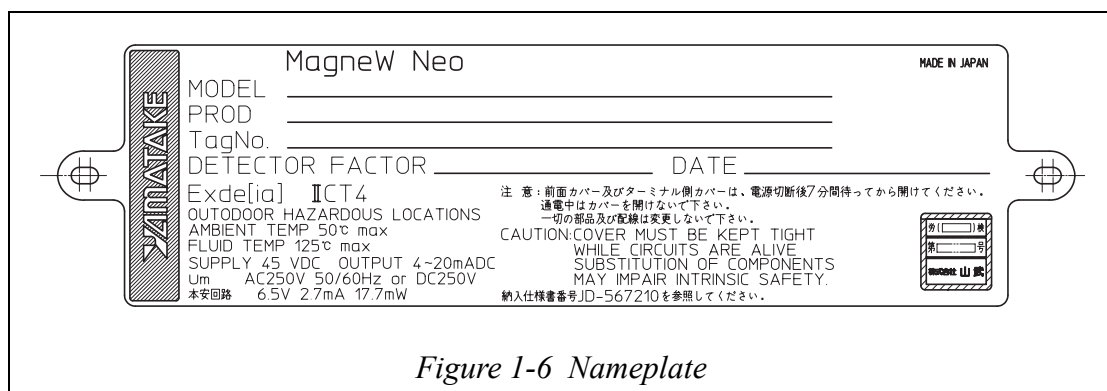 YAMATAKE
MagneW Neo
MADE IN JAPAN
MODEL
PROD
TagNo.
DETECTOR FACTOR DATE
Exde[ia] ⅡCT4
OUTODOOR HAZARDOUS LOCATIONS
AMBIENT TEMP 50℃ max
FLUID TEMP 125℃ max
SUPPLY 45 VDC OUTPUT 4~20mADC
Um AC250V 50/60Hz or DC250V
本安回路 6.5V 2.7mA 17.7mW
注 意:前面カバー及びターミナル側カバーは、電源切断後7分間待ってから開けてください。
通電中はカバーを開けないで下さい。
一切の部品及び配線は変更しないで下さい。
CAUTION:COVER MUST BE KEPT TIGHT
WHILE CIRCUITS ARE ALIVE
SUBSTITUTION OF COMPONENTS
MAY IMPAIR INTRINSIC SAFETY.
納入仕様書番号JD-567210を参照してください。
労( )検
第 号
株式会社 山武
Figure 1-6 Nameplate